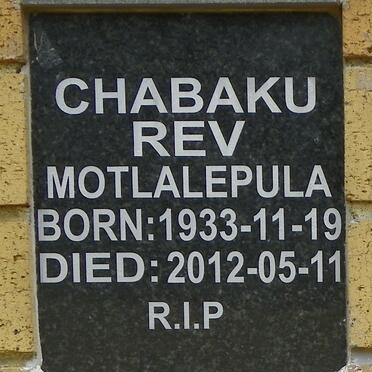 CHABAKU
REV
MOTLALEPULA
BORN:1933-11-19
DIED: 2012-05-11
R.I.P